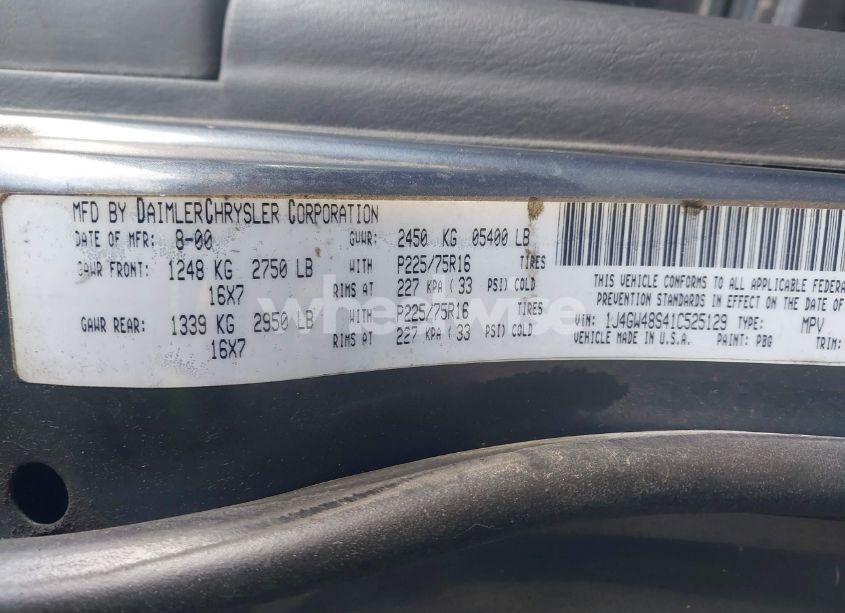 MFD BY DAIMLERCHRYSLER CORPORATION
DATE OF MFR: 8-00 GVWR: 2450 KG 05400 LB
GAWR FRONT: 1248 KG 2750 LB WITH P225/75R16 TIRES
16X7 RIMS AT 227 KPA ( 33 PSI) COLD
GAWR REAR: 1339 KG 2950 LB WITH P225/75R16 TIRES
16X7 RIMS AT 227 KPA ( 33 PSI) COLD
THIS VEHICLE CONFORMS TO ALL APPLICABLE FEDERA
PREVENTION STANDARDS IN EFFECT ON THE DATE OF M
VIN: 1J4GW48S41C525129 TYPE: MPV
VEHICLE MADE IN U.S.A. PAINT: PBG TRIM:
wheelwise